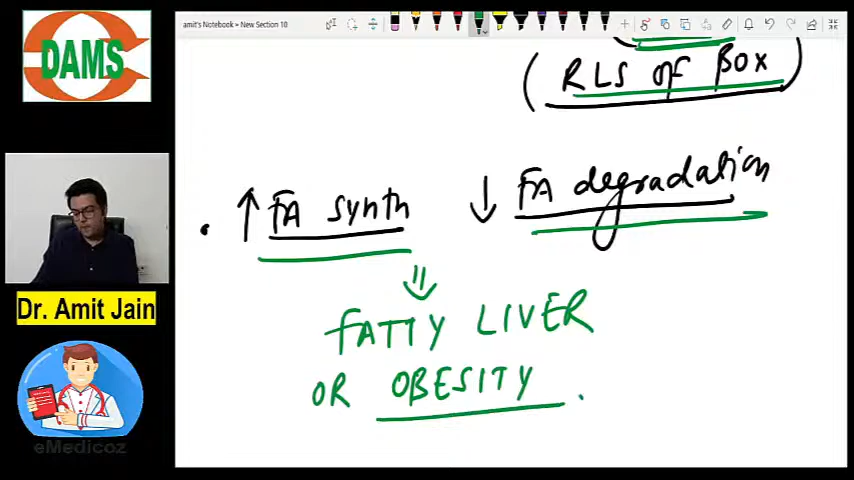 amit's Notebook > New Section 10
DAMS
(RLS of βOX)
. ↑ FA synth ↓ FA degradation
⇓
FATTY LIVER
OR OBESITY.
Dr. Amit Jain
eMedicoz